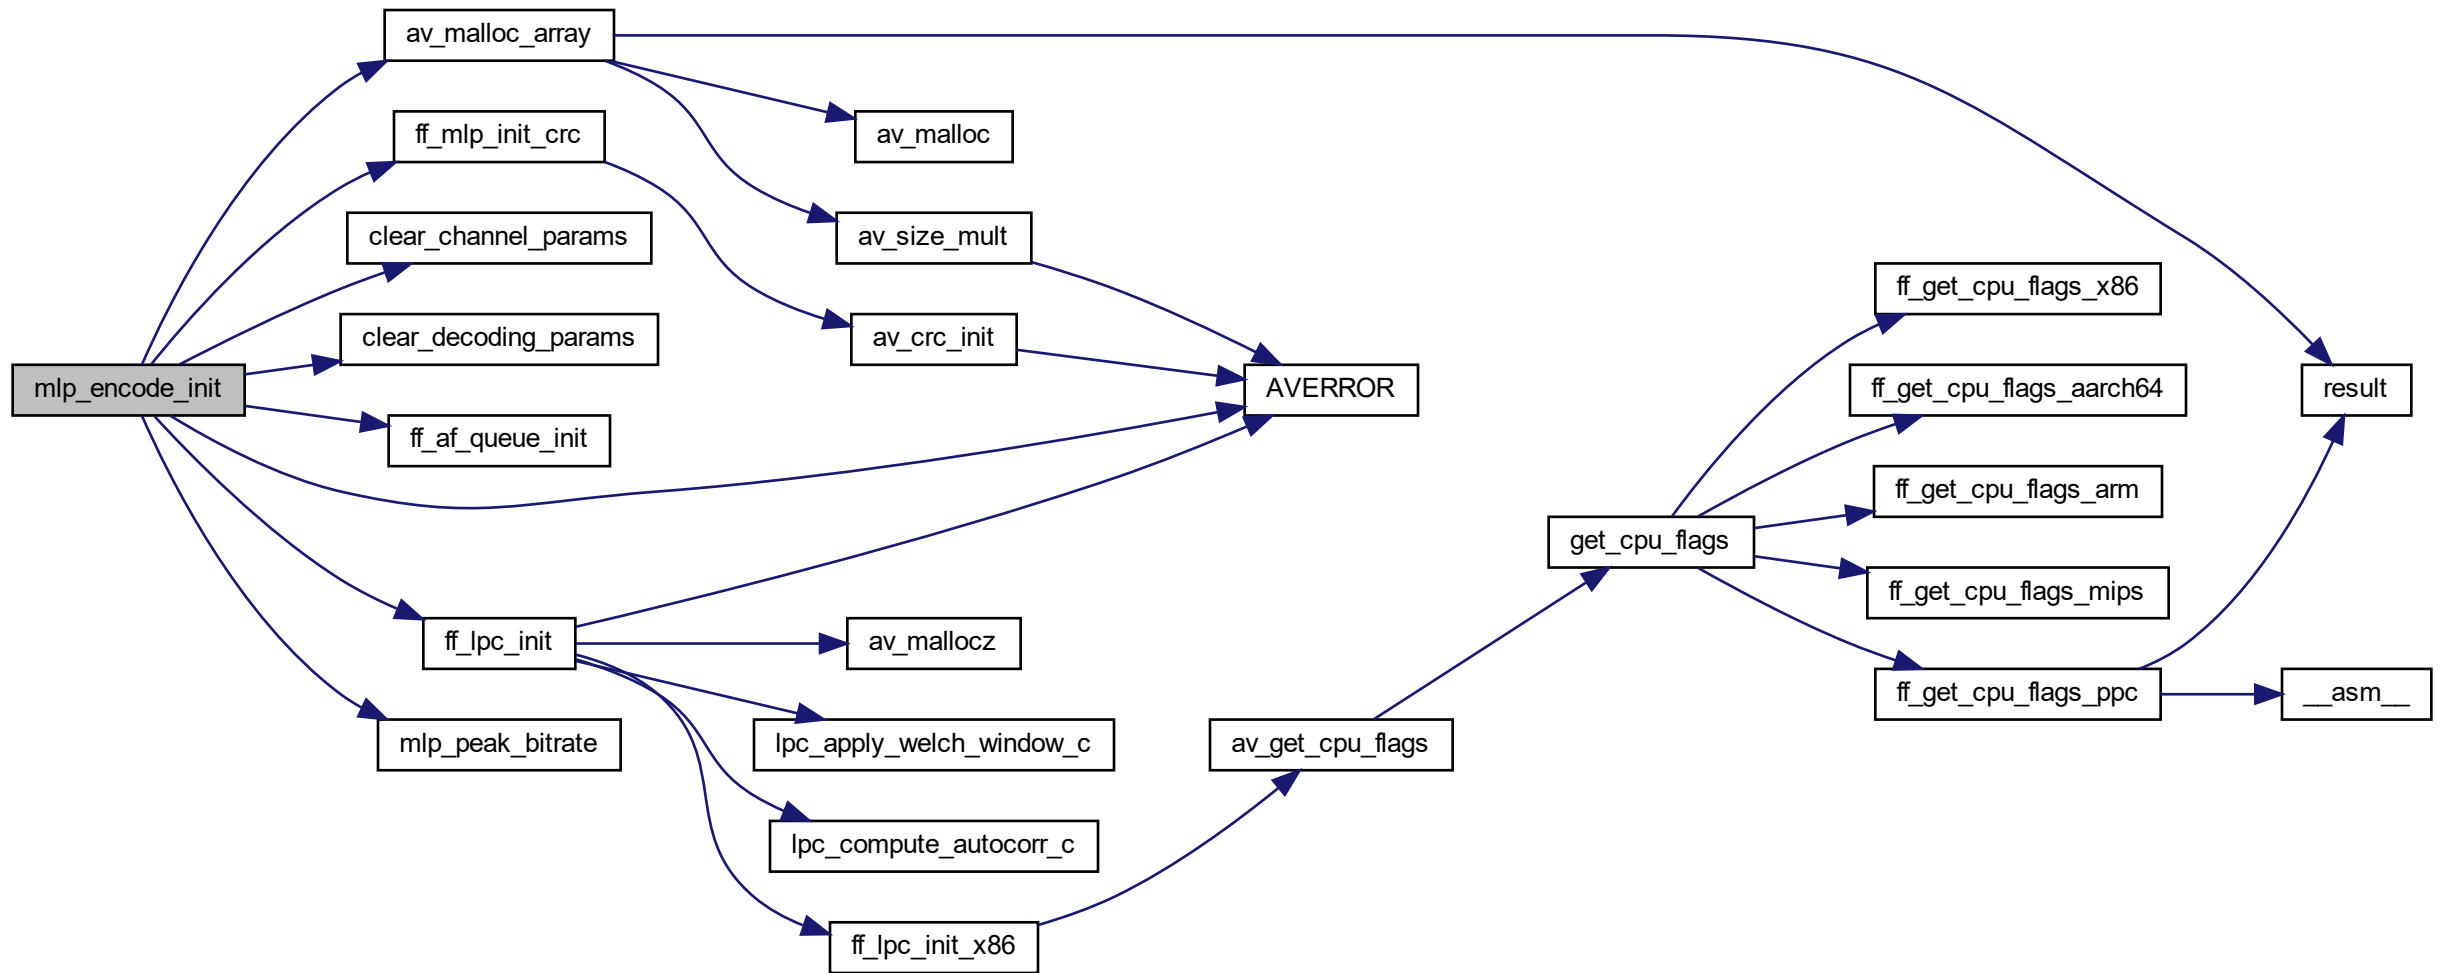 av_malloc_array
ff_mlp_init_crc
av_malloc
clear_channel_params
av_size_mult
ff_get_cpu_flags_x86
clear_decoding_params
av_crc_init
mlp_encode_init
AVERROR
ff_get_cpu_flags_aarch64
result
ff_af_queue_init
ff_get_cpu_flags_arm
get_cpu_flags
ff_get_cpu_flags_mips
ff_lpc_init
av_mallocz
ff_get_cpu_flags_ppc
__asm__
mlp_peak_bitrate
lpc_apply_welch_window_c
av_get_cpu_flags
lpc_compute_autocorr_c
ff_lpc_init_x86